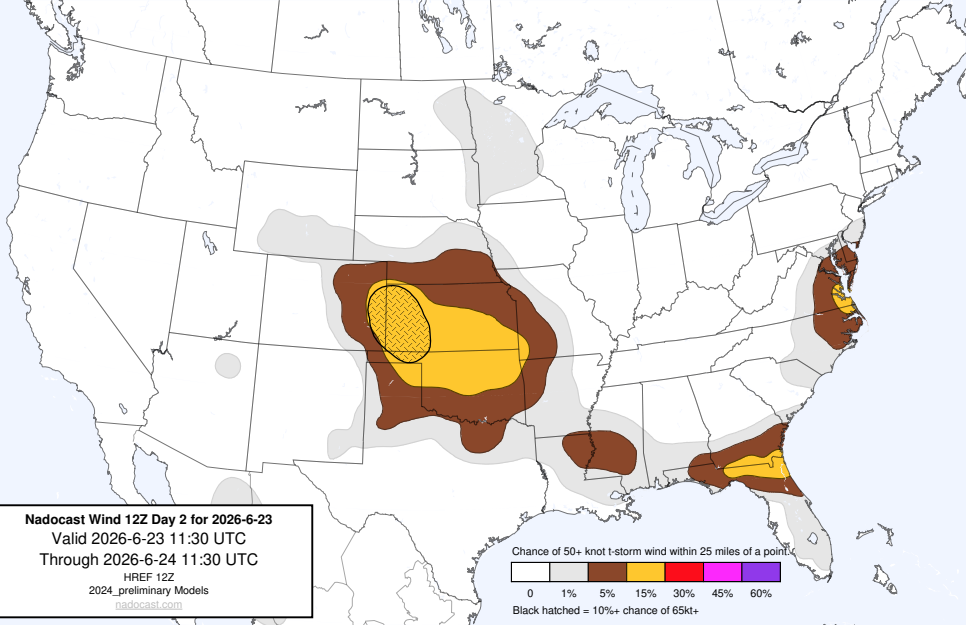 Nadocast Wind 12Z Day 2 for 2026-6-23
Valid 2026-6-23 11:30 UTC
Through 2026-6-24 11:30 UTC
HREF 12Z
2024_preliminary Models
nadocast.com
Chance of 50+ knot t-storm wind within 25 miles of a point.
0 1% 5% 15% 30% 45% 60%
Black hatched = 10%+ chance of 65kt+